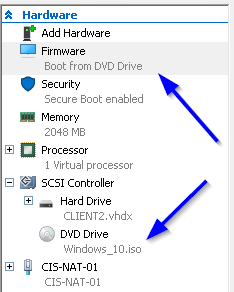 Hardware
Add Hardware
Firmware
Boot from DVD Drive
Security
Secure Boot enabled
Memory
2048 MB
Processor
1 Virtual processor
SCSI Controller
Hard Drive
CLIENT2.vhdx
DVD Drive
Windows_10.iso
CIS-NAT-01
CIS-NAT-01